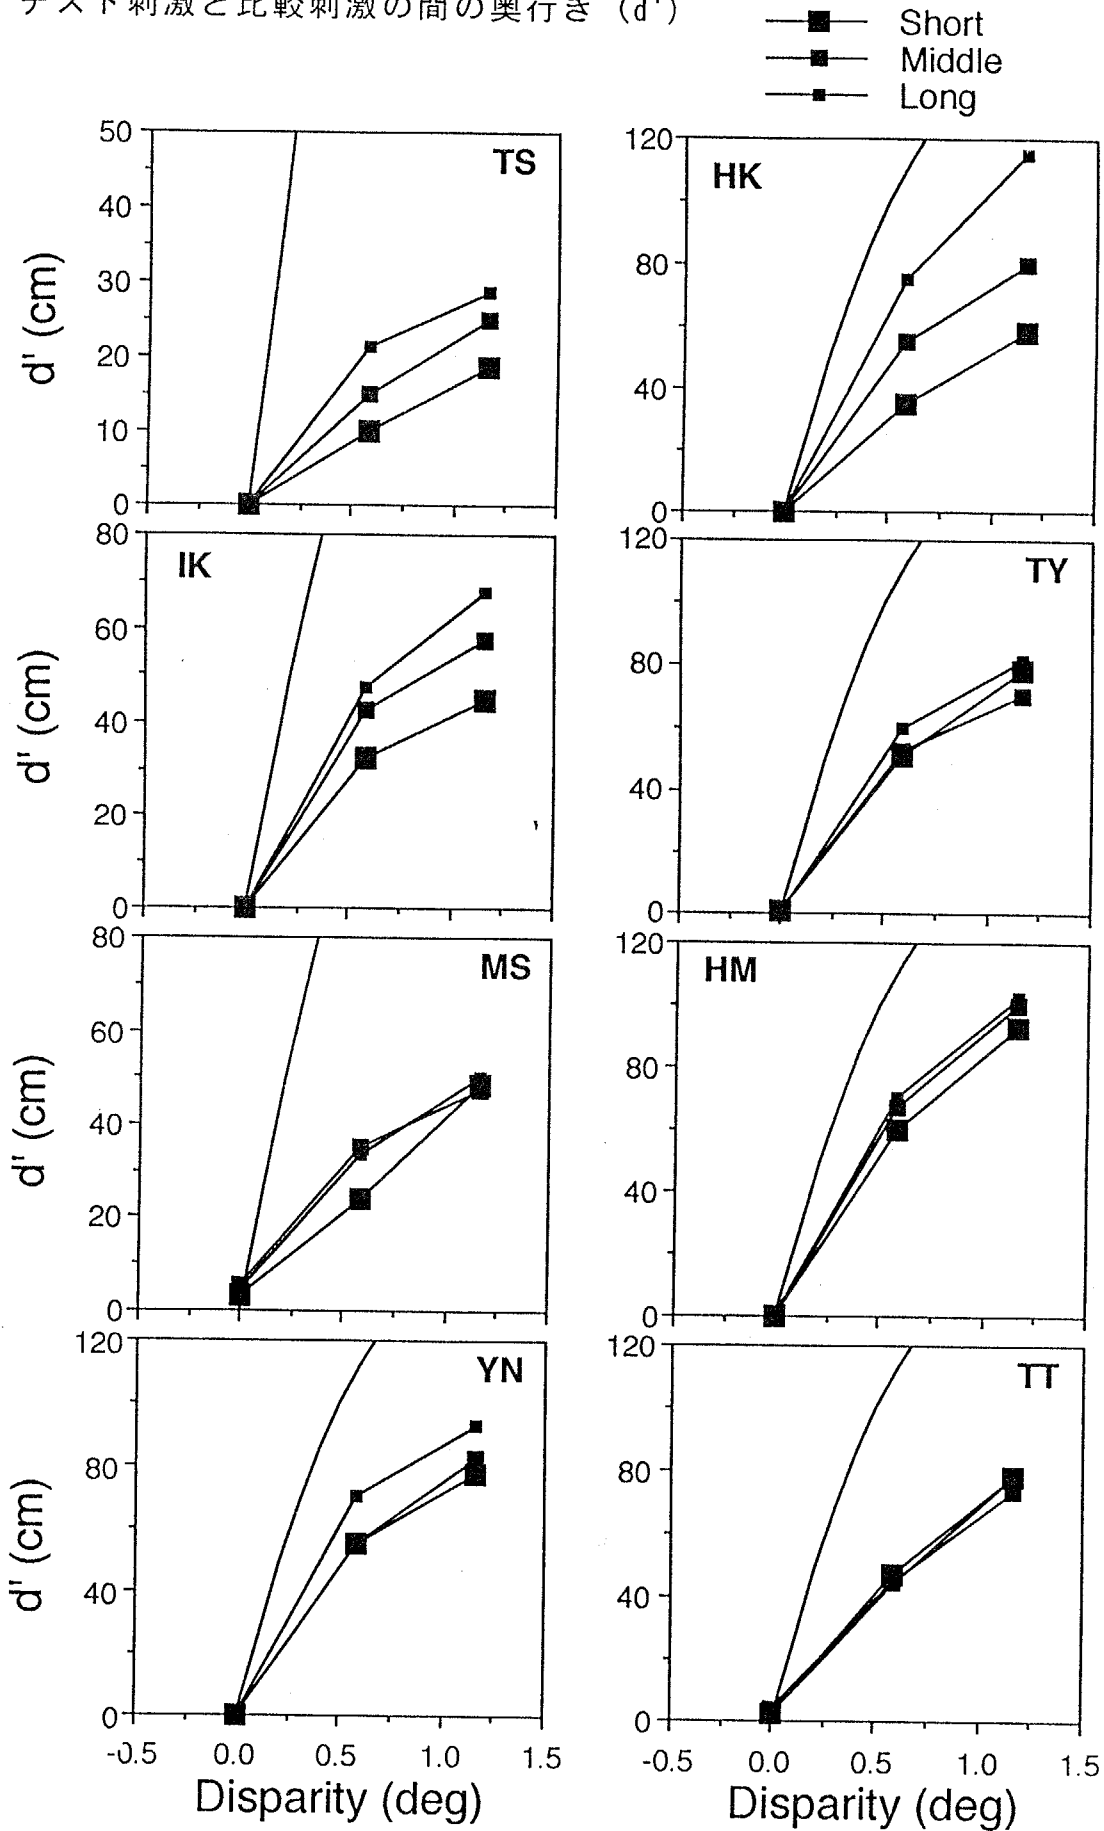 テスト刺激と比較刺激の間の奥行き (d')
Short
Middle
Long
50
40
30
20
10
0
d' (cm)
TS
120
80
40
0
HK
80
60
40
20
0
d' (cm)
IK
120
80
40
0
TY
80
60
40
20
0
d' (cm)
MS
120
80
40
0
HM
120
80
40
0
d' (cm)
YN
-0.5 0.0 0.5 1.0 1.5
Disparity (deg)
120
80
40
0
TT
-0.5 0.0 0.5 1.0 1.5
Disparity (deg)